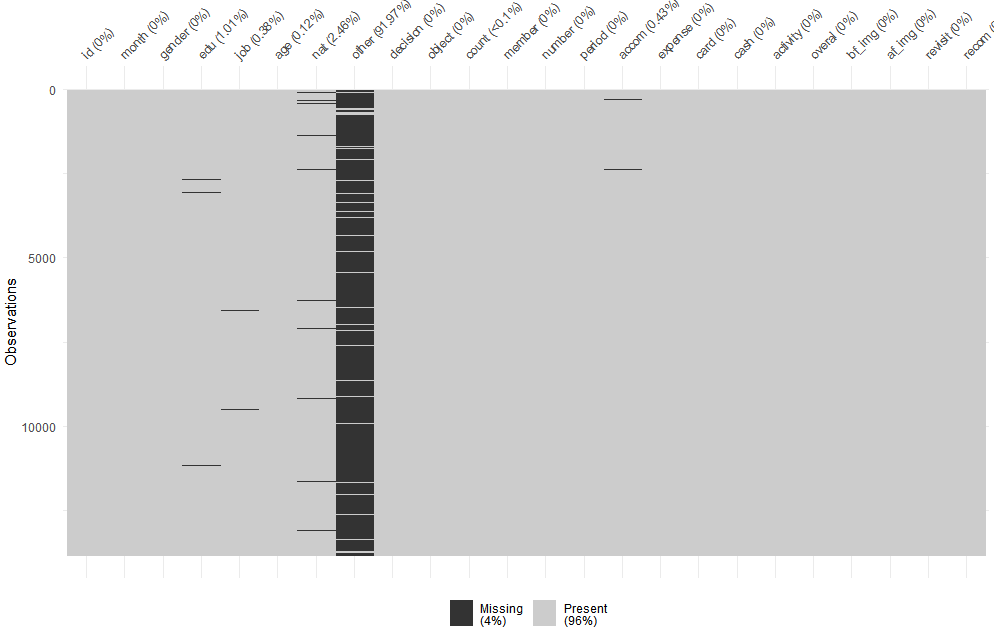 id (0%)
month (0%)
gender (0%)
edu (1.01%)
job (0.38%)
age (0.12%)
nat (2.46%)
other (91.97%)
decision (0%)
object (0%)
count (<0.1%)
member (0%)
number (0%)
period (0%)
accom (0.43%)
expense (0%)
card (0%)
cash (0%)
activity (0%)
overal (0%)
bf_img (0%)
af_img (0%)
revisit (0%)
recom (
0
5000
10000
Observations
Missing
(4%)
Present
(96%)